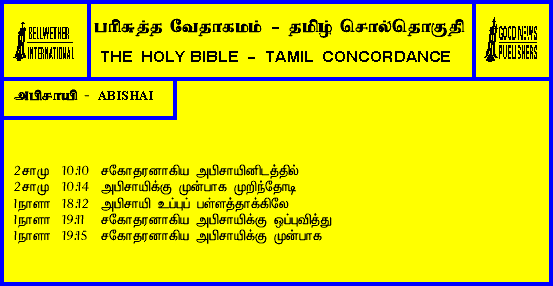 BELLWETHER
INTERNATIONAL
பரிசுத்த வேதாகமம் - தமிழ் சொல்தொகுதி
THE HOLY BIBLE - TAMIL CONCORDANCE
GOOD NEWS
PUBLISHERS
அபிசாயி - ABISHAI
2சாமு 10:10 சகோதரனாகிய அபிசாயினிடத்தில்
2சாமு 10:14 அபிசாயிக்கு முன்பாக முறிந்தோடி
1நாளா 18:12 அபிசாயி உப்புப் பள்ளத்தாக்கிலே
1நாளா 19:11 சகோதரனாகிய அபிசாயிக்கு ஒப்புவித்து
1நாளா 19:15 சகோதரனாகிய அபிசாயிக்கு முன்பாக